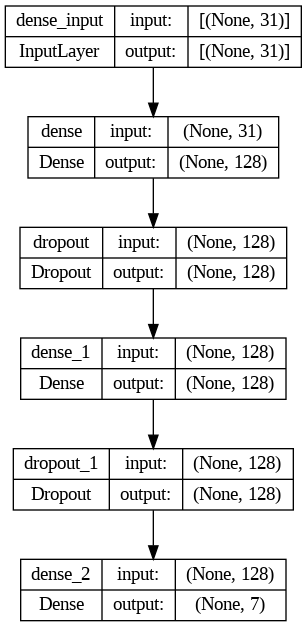 dense_input input: [(None, 31)]
InputLayer output: [(None, 31)]
dense input: (None, 31)
Dense output: (None, 128)
dropout input: (None, 128)
Dropout output: (None, 128)
dense_1 input: (None, 128)
Dense output: (None, 128)
dropout_1 input: (None, 128)
Dropout output: (None, 128)
dense_2 input: (None, 128)
Dense output: (None, 7)